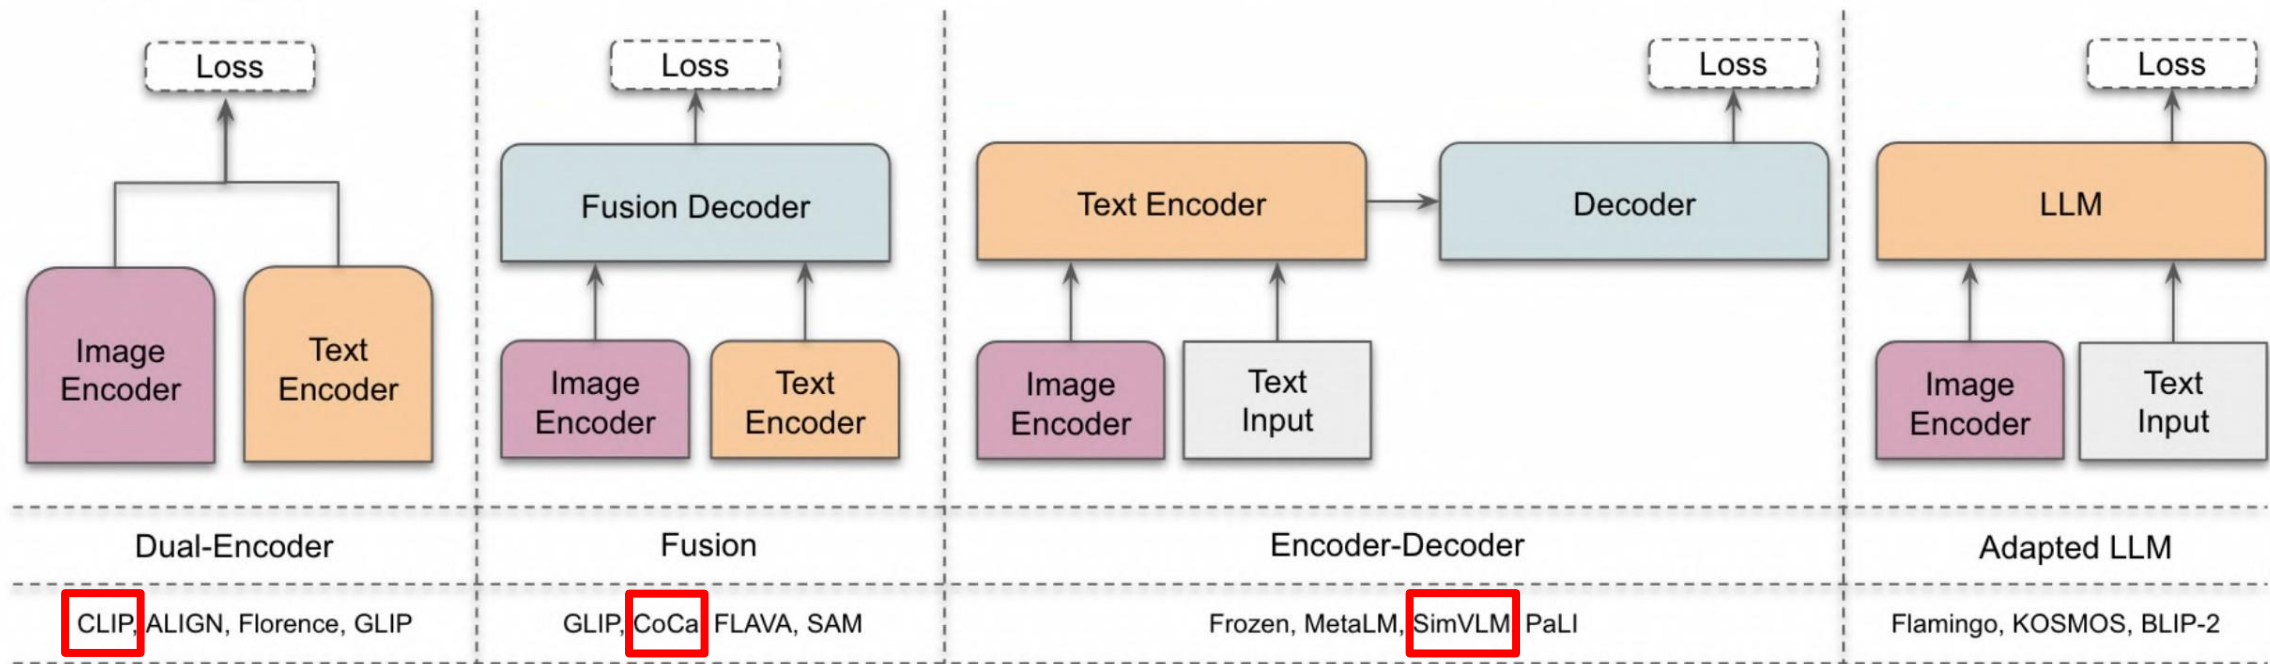 Loss
Image
Encoder
Text
Encoder
Dual-Encoder
CLIP, ALIGN, Florence, GLIP
Loss
Fusion Decoder
Image
Encoder
Text
Encoder
Fusion
GLIP, CoCa, FLAVA, SAM
Loss
Text Encoder
Decoder
Image
Encoder
Text
Input
Encoder-Decoder
Frozen, MetaLM, SimVLM, PaLI
Loss
LLM
Image
Encoder
Text
Input
Adapted LLM
Flamingo, KOSMOS, BLIP-2